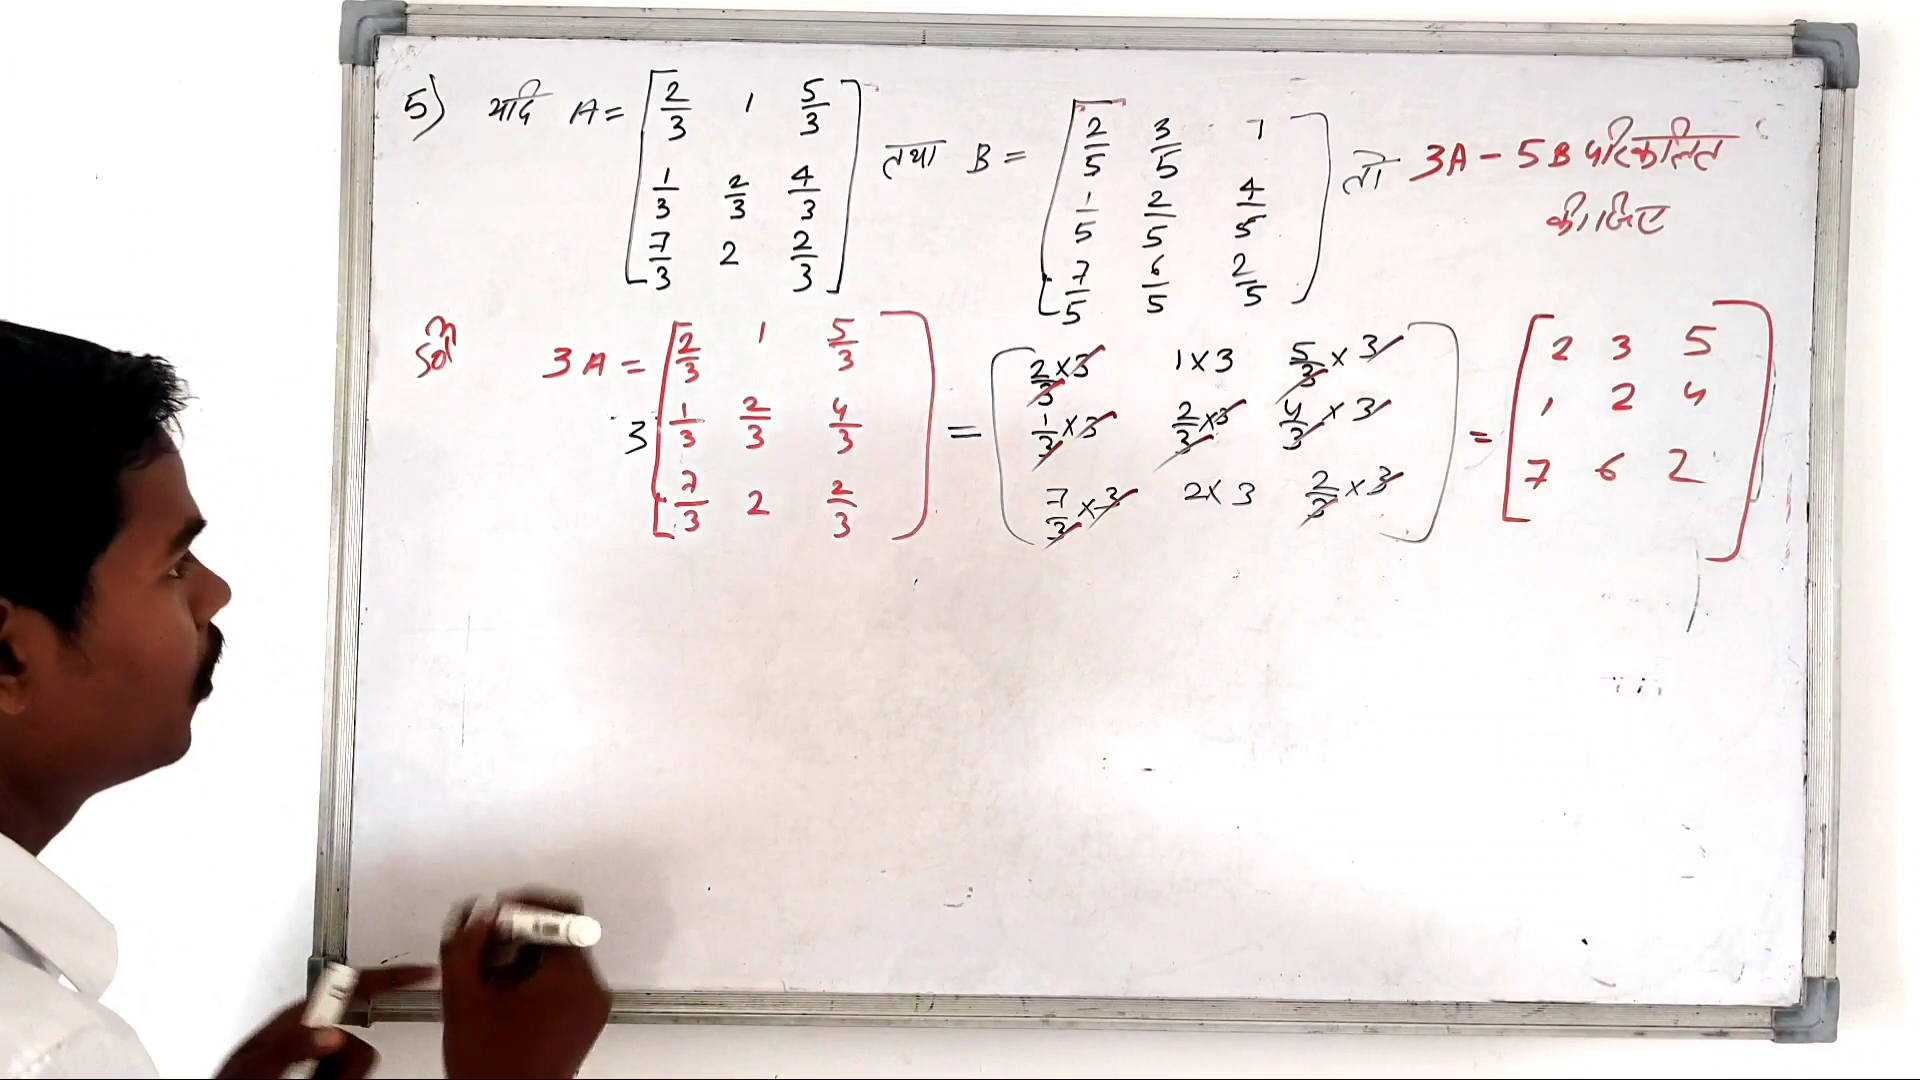 5) यदि A = [2/3 1 5/3
1/3 2/3 4/3
7/3 2 2/3] तथा B = [2/5 3/5 1
1/5 2/5 4/5
7/5 6/5 2/5] तो 3A - 5B परिकलित
कीजिए
3A = 3 [2/3 1 5/3
1/3 2/3 4/3
7/3 2 2/3]
= [2/3 × 3 1 × 3 5/3 × 3
1/3 × 3 2/3 × 3 4/3 × 3
7/3 × 3 2 × 3 2/3 × 3]
= [2 3 5
1 2 4
7 6 2]